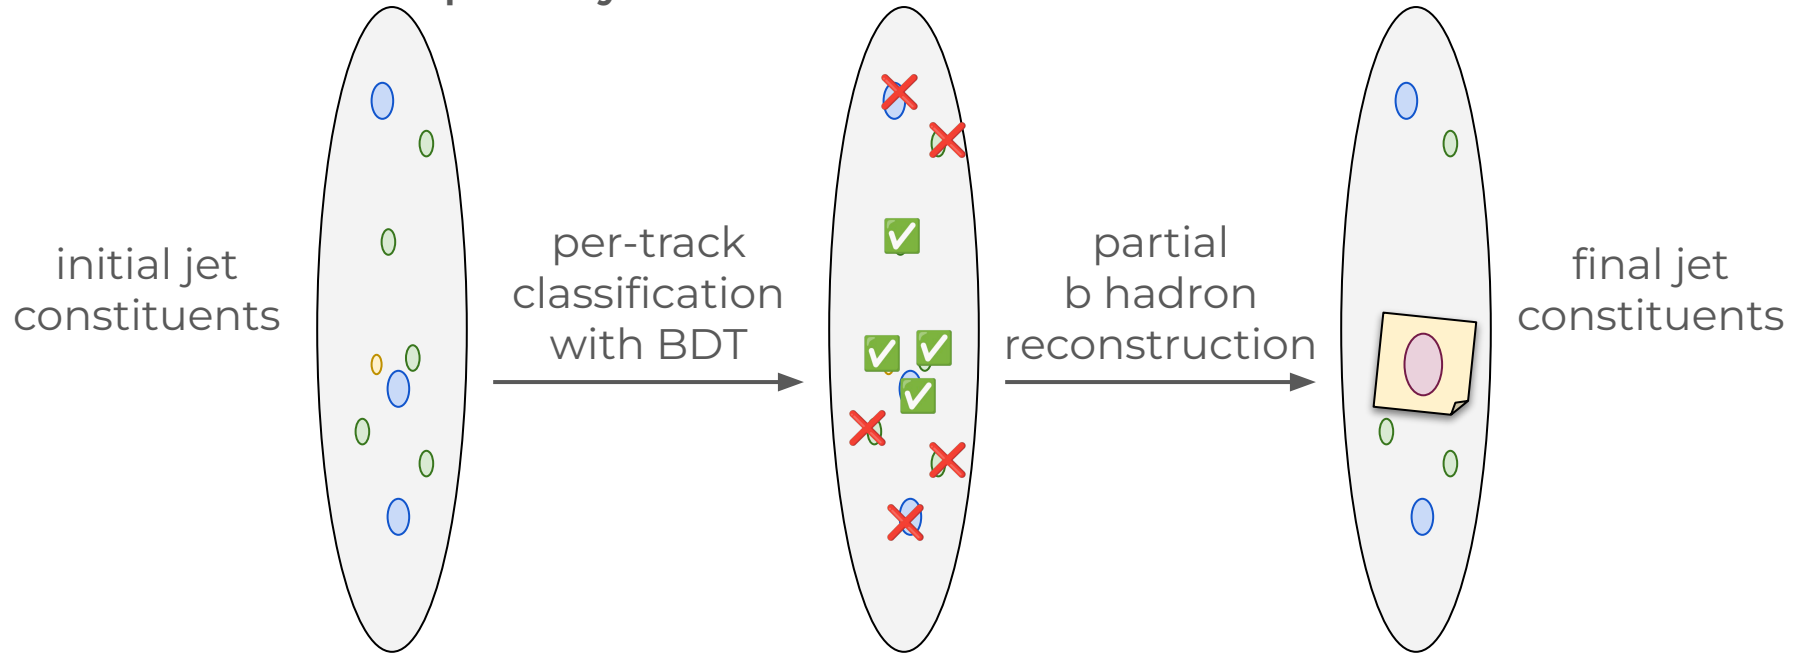 initial jet
constituents
per-track
classification
with BDT
partial
b hadron
reconstruction
final jet
constituents